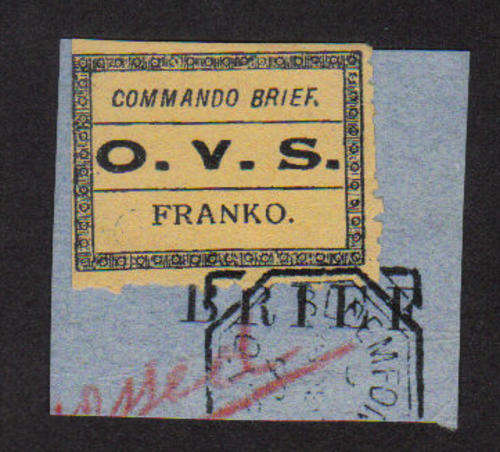 COMMANDO BRIEF.
O. V. S.
FRANKO.
BRIEF